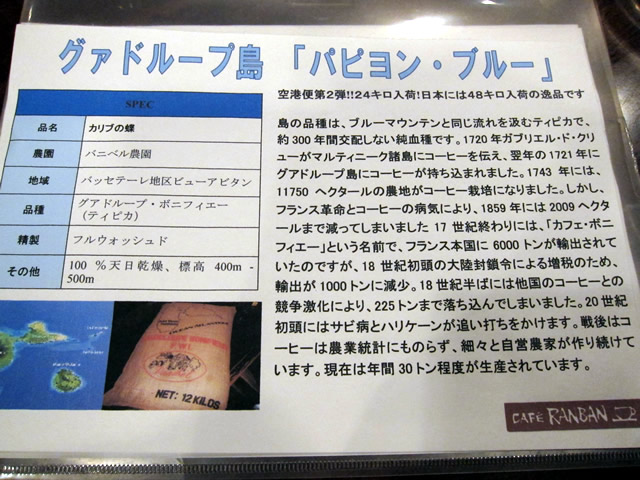 グァドループ島 「パピヨン・ブルー」
SPEC
品名 カリブの蝶
農園 バニベル農園
地域 バッセテーレ地区ビューアビタン
品種 グアドループ・ボニフィエー
（ティピカ）
精製 フルウォッシュド
その他 100 %天日乾燥、標高 400m -
500m
空港便第2弾!!24キロ入荷!日本には48キロ入荷の逸品です
島の品種は、ブルーマウンテンと同じ流れを汲むティピカで、
約300年間交配しない純血種です。1720年ガブリエル・ド・クリ
ューがマルティニーク諸島にコーヒーを伝え、翌年の1721年に
グアドループ島にコーヒーが持ち込まれました。1743 年には、
11750 ヘクタールの農地がコーヒー栽培になりました。しかし、
フランス革命とコーヒーの病気により、1859年には2009ヘクタ
ールまで減ってしまいました 17 世紀終わりには、「カフェ・ボニ
フィエー」という名前で、フランス本国に 6000トンが輸出されて
いたのですが、18 世紀初頭の大陸封鎖令による増税のため、
輸出が 1000トンに減少。18 世紀半ばには他国のコーヒーとの
競争激化により、225トンまで落ち込んでしまいました。20世紀
初頭にはサビ病とハリケーンが追い打ちをかけます。戦後はコ
ーヒーは農業統計にものらず、細々と自営農家が作り続けて
います。現在は年間30トン程度が生産されています。
NET: 12 KILOS
CAFE RANBAN